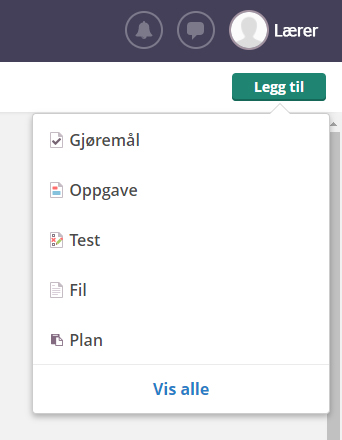 Lærer
Legg til
Gjøremål
Oppgave
Test
Fil
Plan
Vis alle